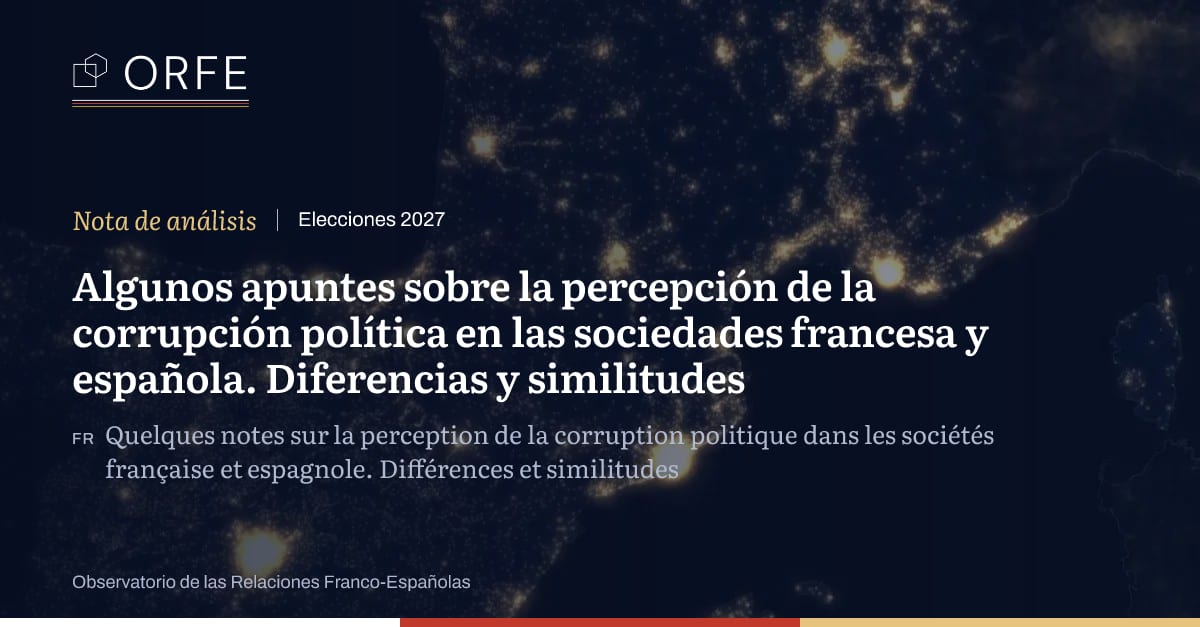 ORFE
Nota de análisis | Elecciones 2027
Algunos apuntes sobre la percepción de la
corrupción política en las sociedades francesa y
española. Diferencias y similitudes
FR Quelques notes sur la perception de la corruption politique dans les sociétés
française et espagnole. Différences et similitudes
Observatorio de las Relaciones Franco-Españolas